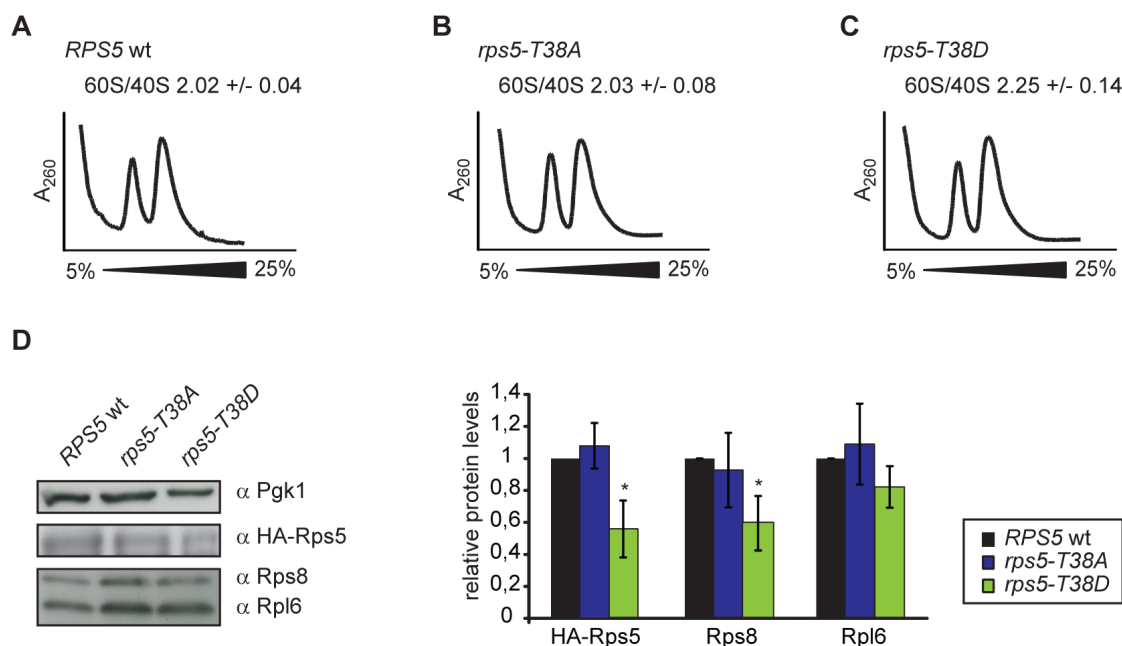 A
RPS5 wt
60S/40S 2.02 +/- 0.04
A260
5%
25%
B
rps5-T38A
60S/40S 2.03 +/- 0.08
A260
5%
25%
C
rps5-T38D
60S/40S 2.25 +/- 0.14
A260
5%
25%
D
RPS5 wt
rps5-T38A
rps5-T38D
α Pgk1
α HA-Rps5
α Rps8
α Rpl6
relative protein levels
1,4
1,2
1
0,8
0,6
0,4
0,2
0
*
*
HA-Rps5
Rps8
Rpl6
RPS5 wt
rps5-T38A
rps5-T38D